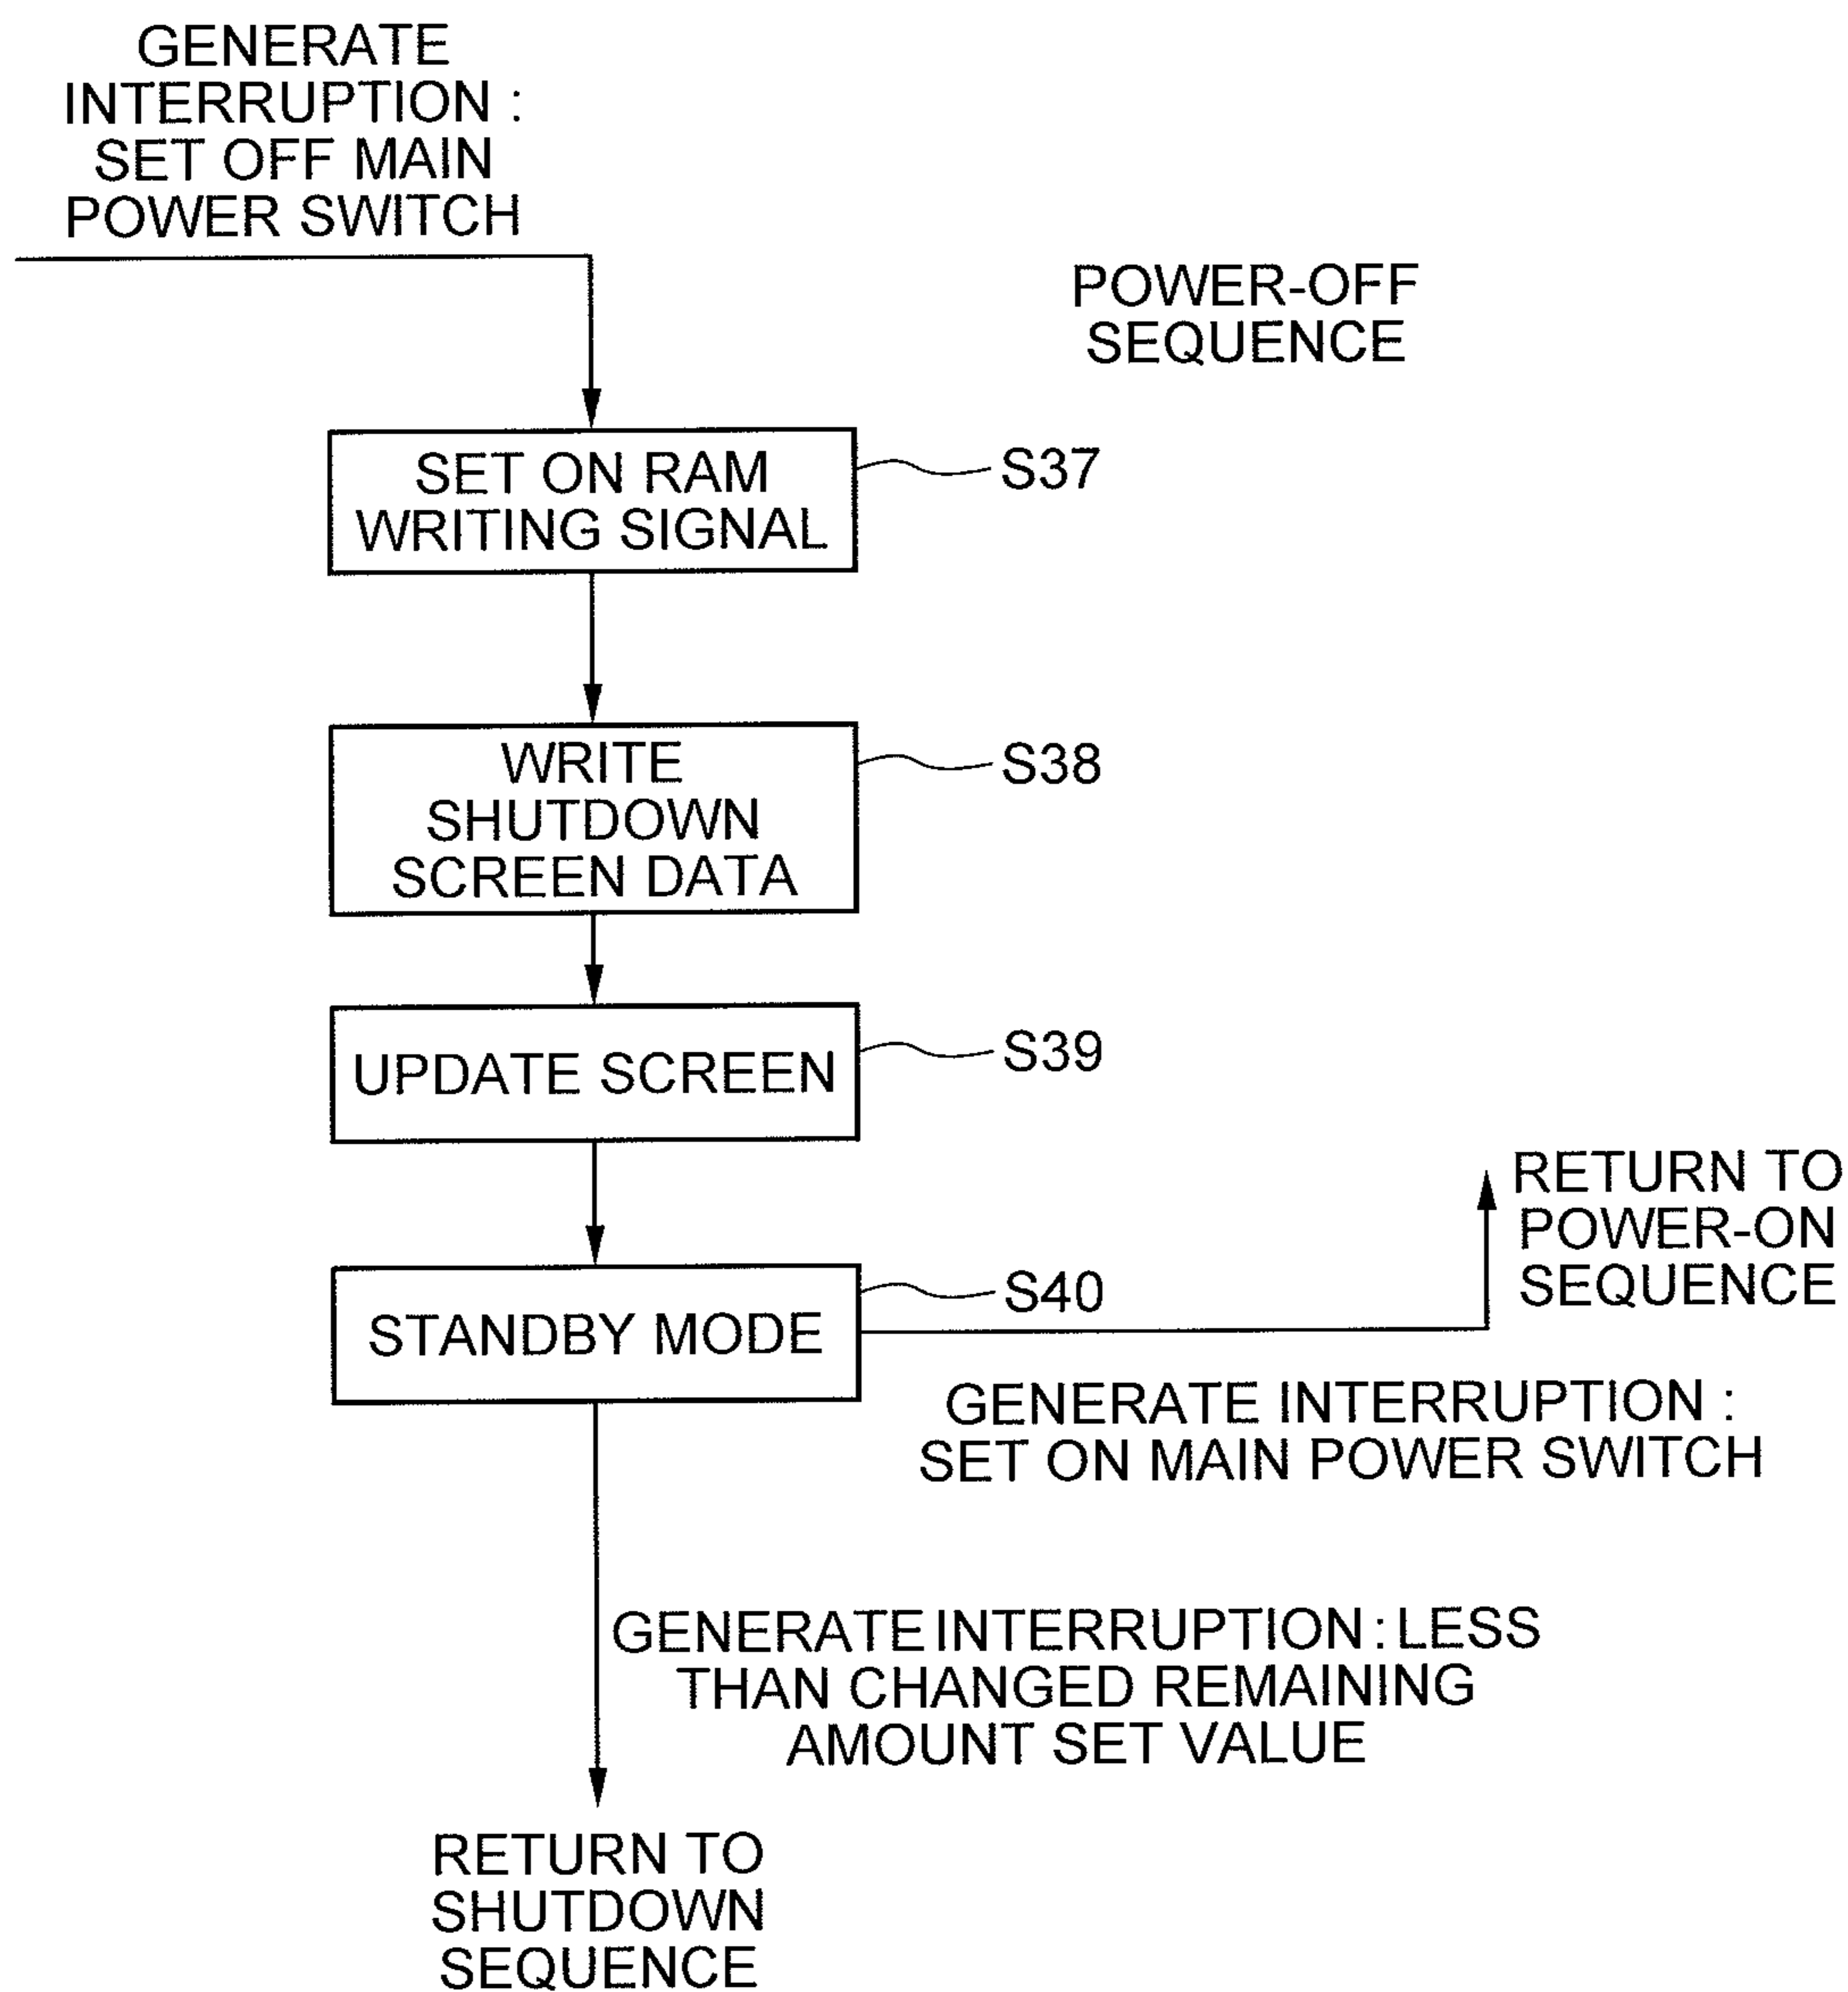 GENERATE
INTERRUPTION :
SET OFF MAIN
POWER SWITCH
POWER-OFF
SEQUENCE
SET ON RAM
WRITING SIGNAL
S37
WRITE
SHUTDOWN
SCREEN DATA
S38
UPDATE SCREEN
S39
STANDBY MODE
S40
RETURN TO
POWER-ON
SEQUENCE
GENERATE INTERRUPTION :
SET ON MAIN POWER SWITCH
GENERATE INTERRUPTION : LESS
THAN CHANGED REMAINING
AMOUNT SET VALUE
RETURN TO
SHUTDOWN
SEQUENCE